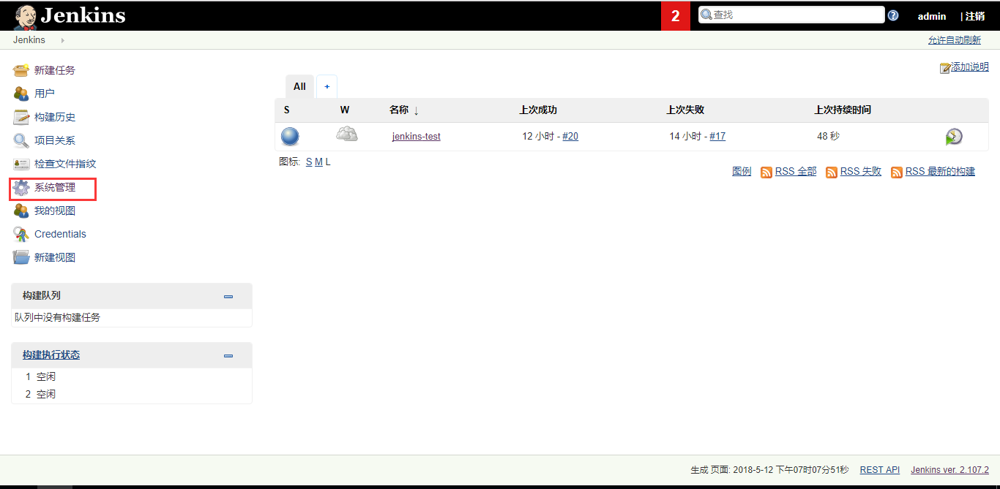 Jenkins
2
查找
admin
| 注销
Jenkins
允许自动刷新
新建任务
用户
构建历史
项目关系
检查文件指纹
系统管理
我的视图
Credentials
新建视图
构建队列
队列中没有构建任务
构建执行状态
1 空闲
2 空闲
添加说明
All +
S W 名称 ↓ 上次成功 上次失败 上次持续时间
jenkins-test 12 小时 - #20 14 小时 - #17 48 秒
图标: S M L
图例 RSS 全部 RSS 失败 RSS 最新的构建
生成 页面: 2018-5-12 下午07时07分51秒 REST API Jenkins ver. 2.107.2